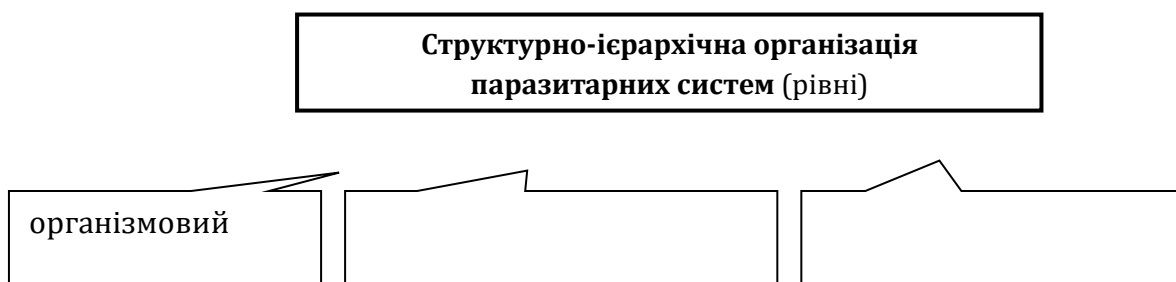 Структурно-ієрархічна організація
паразитарних систем (рівні)
організмовий